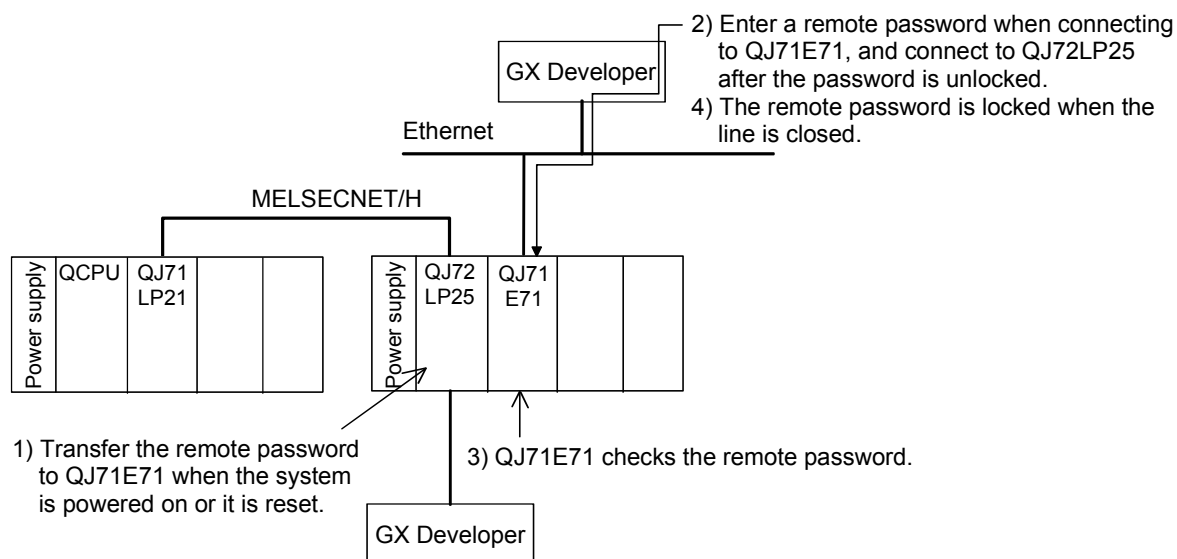 2) Enter a remote password when connecting
to QJ71E71, and connect to QJ72LP25
after the password is unlocked.
4) The remote password is locked when the
line is closed.
GX Developer
Ethernet
MELSECNET/H
Power supply
QCPU
QJ71
LP21
Power supply
QJ72
LP25
QJ71
E71
1) Transfer the remote password
to QJ71E71 when the system
is powered on or it is reset.
3) QJ71E71 checks the remote password.
GX Developer